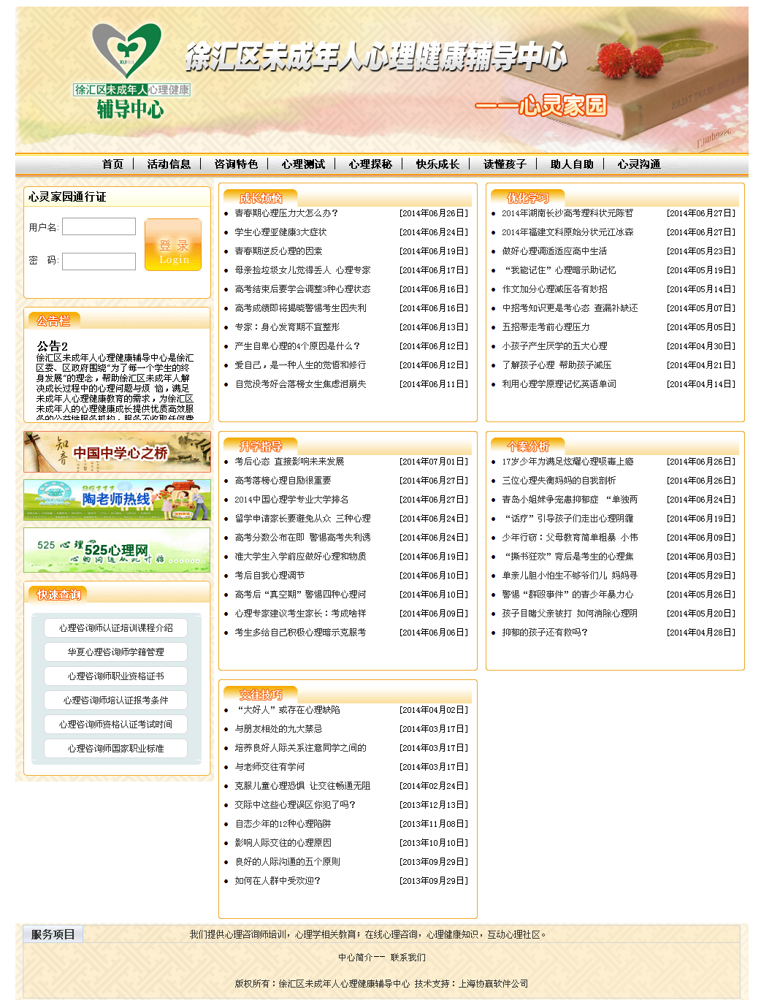 徐汇区未成年人心理健康辅导中心
XUHUI
徐汇区未成年人心理健康
辅导中心
——心灵家园
首页 活动信息 咨询特色 心理测试 心理探秘 快乐成长 读懂孩子 助人自助 心灵沟通
心灵家园通行证
用户名:
密 码:
登 录
Login
公告栏
公告2
徐汇区未成年人心理健康辅导中心是徐汇
区委、区政府围绕“为了每一个学生的终
身发展”的理念，帮助徐汇区未成年人解
决成长过程中的心理问题与烦 恼，满足
未成年人心理健康教育的需求，为徐汇区
未成年人的心理健康成长提供优质高效服
务的公益性服务机构，服务不收取任何费
知音
中国中学心之桥
96111
陶老师热线
525 心理
525心理网
心的沟通从此开始 ......
快速查询
心理咨询师认证培训课程介绍
华夏心理咨询师学籍管理
心理咨询师职业资格证书
心理咨询师培认证报考条件
心理咨询师资格认证考试时间
心理咨询师国家职业标准
成长烦恼
青春期心理压力大怎么办？ [2014年06月26日]
学生心理亚健康3大症状 [2014年06月24日]
青春期逆反心理的因素 [2014年06月19日]
母亲捡垃圾女儿觉得丢人 心理专家 [2014年06月17日]
高考结束后要学会调整3种心理状态 [2014年06月16日]
高考成绩即将揭晓警惕考生因失利 [2014年06月16日]
专家：身心发育期不宜整形 [2014年06月13日]
产生自卑心理的4个原因是什么？ [2014年06月12日]
爱自己，是一种人生的觉悟和修行 [2014年06月12日]
自觉没考好会落榜女生焦虑泪崩失 [2014年06月11日]
优化学习
2014年湖南长沙高考理科状元陈哲 [2014年06月27日]
2014年福建文科原始分状元江冰森 [2014年06月27日]
做好心理调适适应高中生活 [2014年05月23日]
“我能记住”心理暗示助记忆 [2014年05月19日]
作文加分心理减压各有妙招 [2014年05月14日]
中招考知识更是考心态 查漏补缺还 [2014年05月07日]
五招带走考前心理压力 [2014年05月05日]
小孩子产生厌学的五大心理 [2014年04月30日]
了解孩子心理 帮助孩子减压 [2014年04月21日]
利用心理学原理记忆英语单词 [2014年04月14日]
升学指导
考后心态 直接影响未来发展 [2014年07月01日]
高考落榜心理自励很重要 [2014年06月27日]
2014中国心理学专业大学排名 [2014年06月27日]
留学申请家长要避免从众 三种心理 [2014年06月24日]
高考分数公布在即 警惕高考失利诱 [2014年06月24日]
准大学生入学前应做好心理和物质 [2014年06月10日]
考后自我心理调节 [2014年06月10日]
高考后“真空期”警惕四种心理问 [2014年06月10日]
心理专家建议考生家长：考成啥样 [2014年06月09日]
考生多给自己积极心理暗示克服考 [2014年06月06日]
个案分析
17岁少年为满足炫耀心理吸毒上瘾 [2014年06月26日]
三位心理失衡妈妈的自我剖析 [2014年06月26日]
青岛小姐妹争宠患抑郁症 “单独两 [2014年06月24日]
“话疗”引导孩子们走出心理阴霾 [2014年06月19日]
少年行窃：父母教育简单粗暴 小伟 [2014年06月09日]
“撕书狂欢”背后是考生的心理焦 [2014年06月03日]
单亲儿胆小怕生不够爷们儿 妈妈寻 [2014年05月29日]
警惕“群殴事件”的青少年暴力心 [2014年05月26日]
孩子目睹父亲被打 如何消除心理阴 [2014年05月20日]
抑郁的孩子还有救吗？ [2014年04月28日]
交往技巧
“大好人”或存在心理缺陷 [2014年04月02日]
与朋友相处的九大禁忌 [2014年03月17日]
培养良好人际关系注意同学之间的 [2014年03月17日]
与老师交往有学问 [2014年03月17日]
克服儿童心理恐惧 让交往畅通无阻 [2014年02月24日]
交际中这些心理误区你犯了吗？ [2013年12月13日]
自恋少年的12种心理陷阱 [2013年11月08日]
影响人际交往的心理原因 [2013年10月10日]
良好的人际沟通的五个原则 [2013年09月29日]
如何在人群中受欢迎？ [2013年09月29日]
服务项目
我们提供心理咨询师培训，心理学相关教育；在线心理咨询，心理健康知识，互动心理社区。
中心简介-- 联系我们
版权所有：徐汇区未成年人心理健康辅导中心 技术支持：上海协赢软件公司